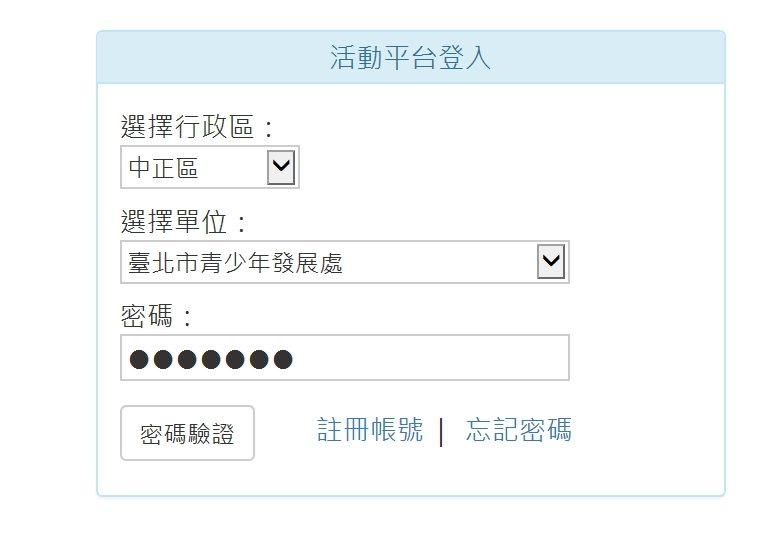 活動平台登入
選擇行政區：
中正區
選擇單位：
臺北市青少年發展處
密碼：
●●●●●●●
密碼驗證 註冊帳號 | 忘記密碼